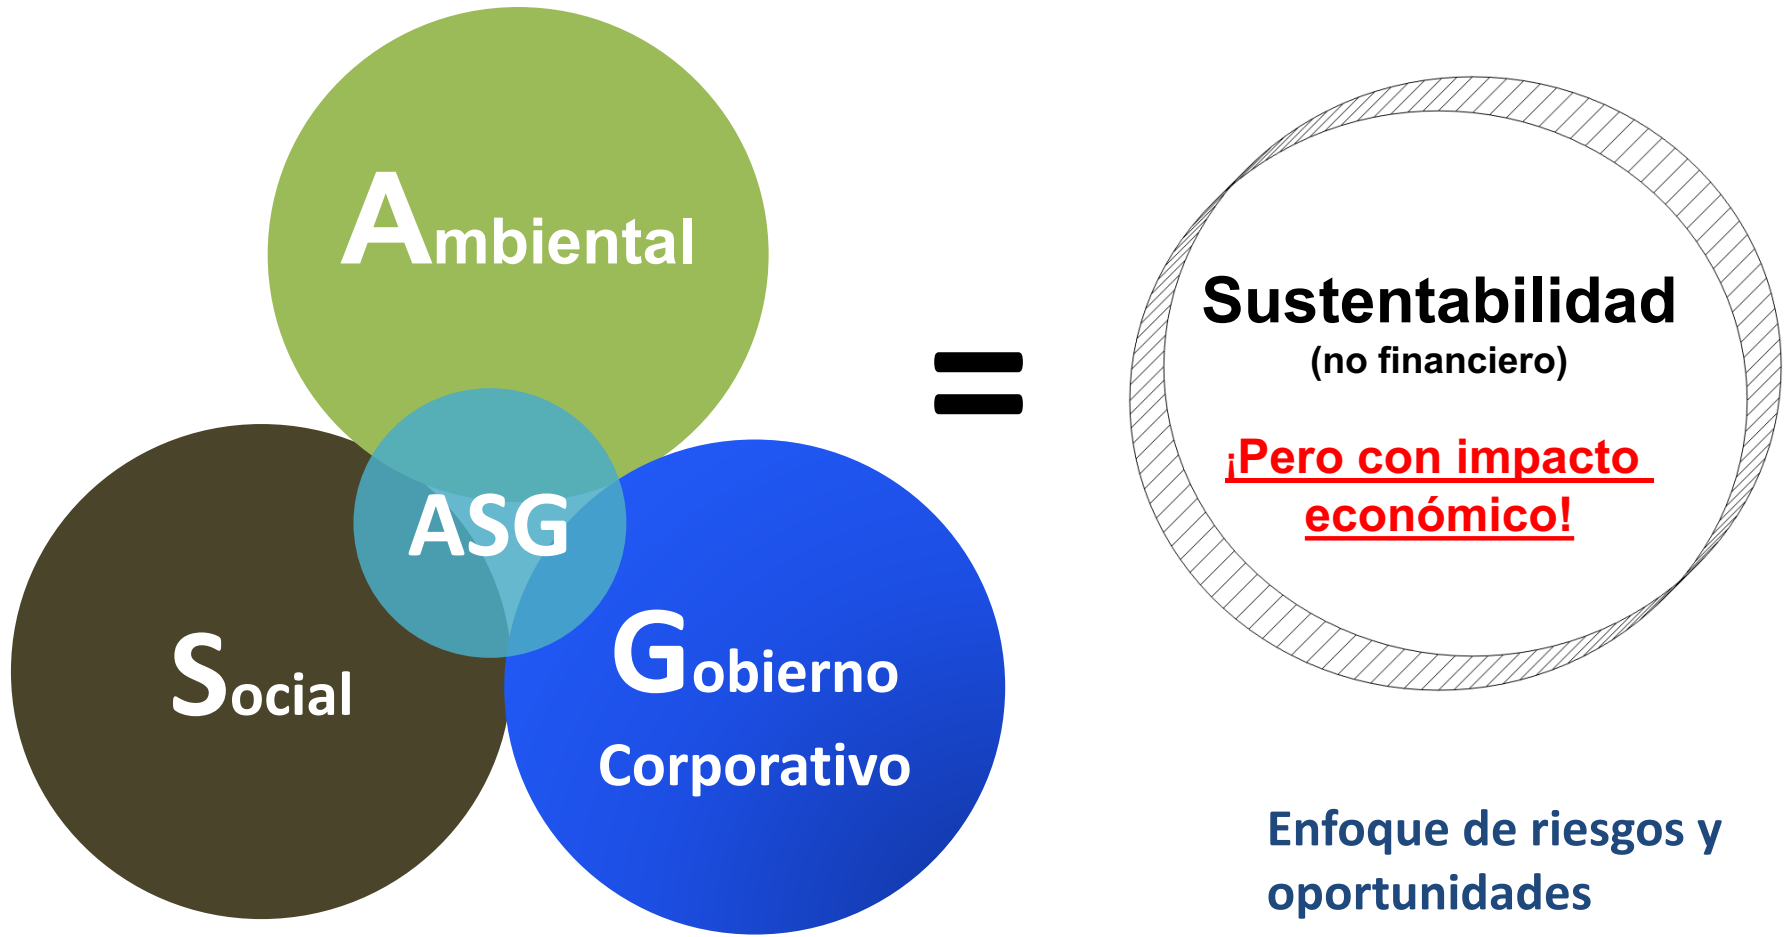 Ambiental
ASG
Social
Gobierno
Corporativo
=
Sustentabilidad
(no financiero)
¡Pero con impacto
económico!
Enfoque de riesgos y
oportunidades